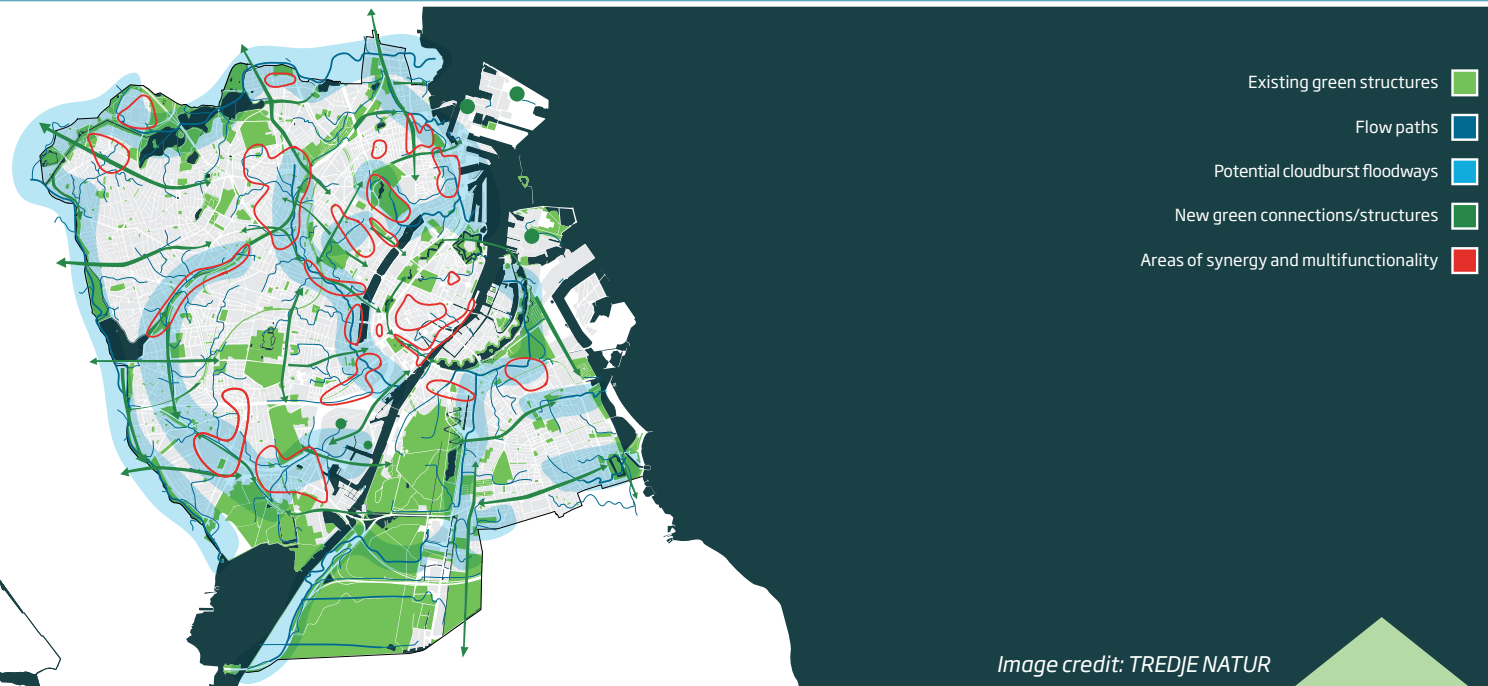 Existing green structures
Flow paths
Potential cloudburst floodways
New green connections/structures
Areas of synergy and multifunctionality
Image credit: TREDJE NATUR